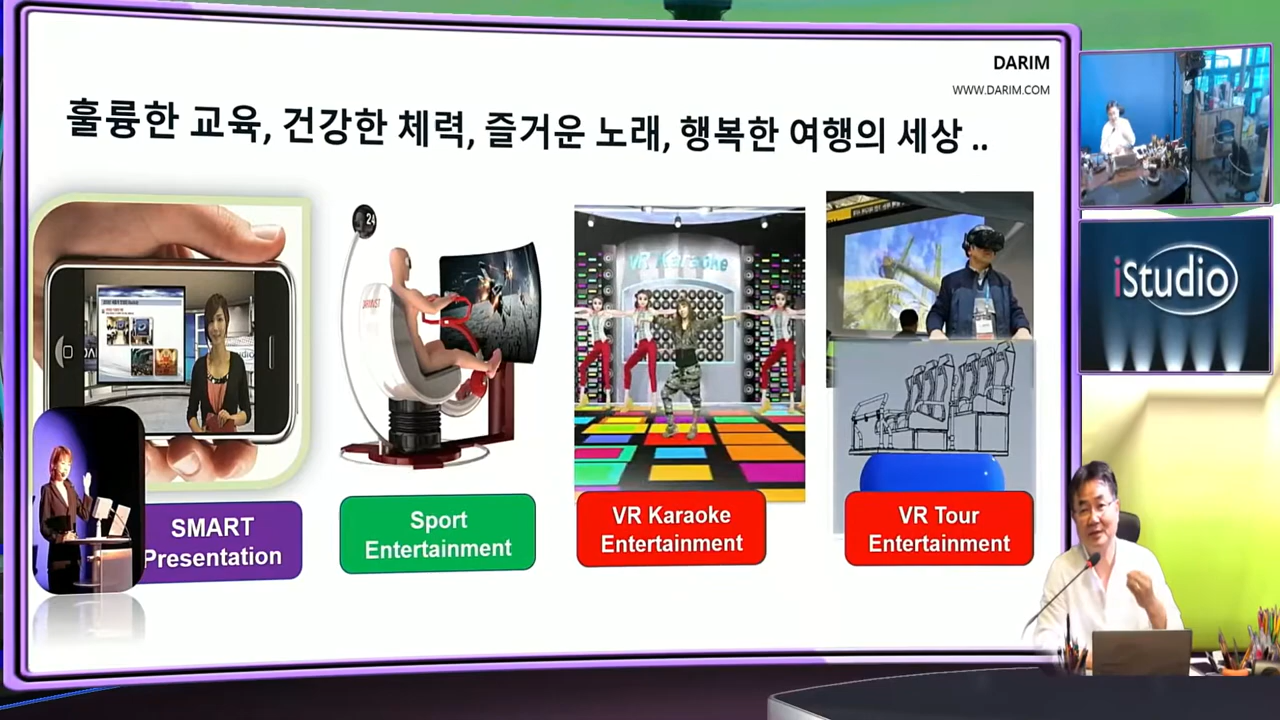 DARIM
WWW.DARIM.COM
훌륭한 교육, 건강한 체력, 즐거운 노래, 행복한 여행의 세상 ..
24
VR Karaoke
iStudio
SMART
Presentation
Sport
Entertainment
VR Karaoke
Entertainment
VR Tour
Entertainment